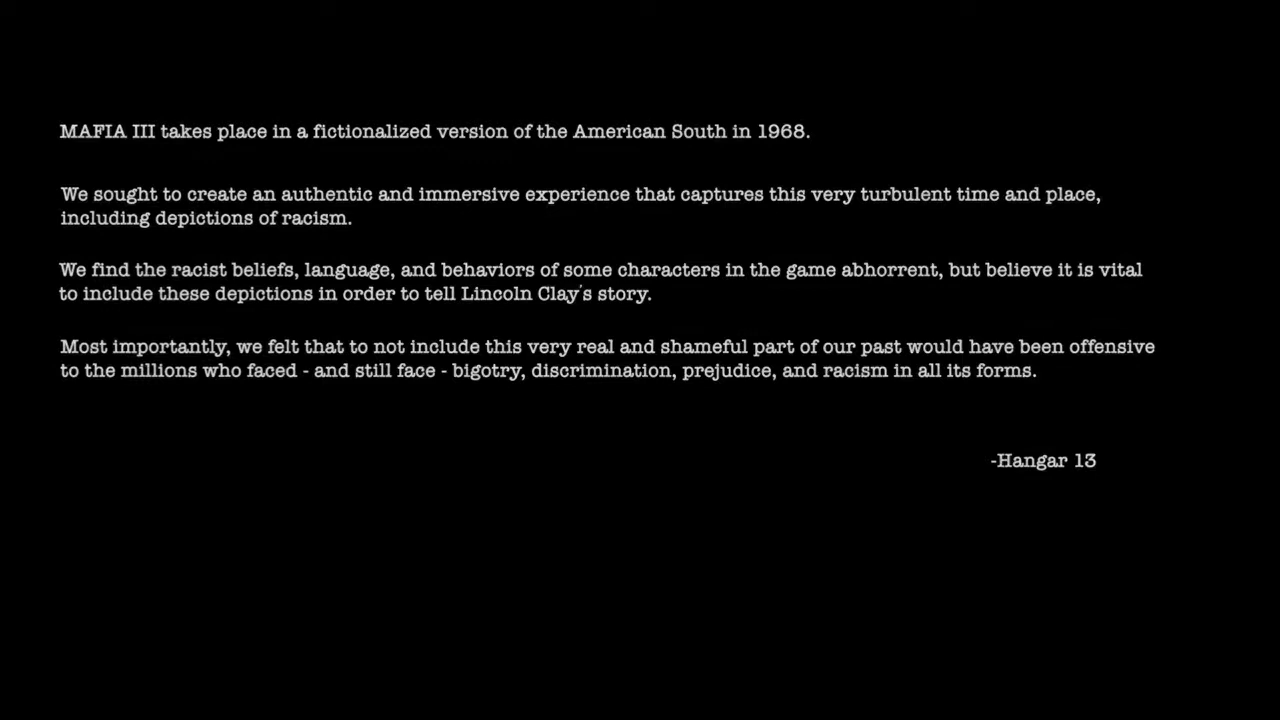 MAFIA III takes place in a fictionalized version of the American South in 1968.
We sought to create an authentic and immersive experience that captures this very turbulent time and place,
including depictions of racism.
We find the racist beliefs, language, and behaviors of some characters in the game abhorrent, but believe it is vital
to include these depictions in order to tell Lincoln Clay's story.
Most importantly, we felt that to not include this very real and shameful part of our past would have been offensive
to the millions who faced - and still face - bigotry, discrimination, prejudice, and racism in all its forms.
-Hangar 13